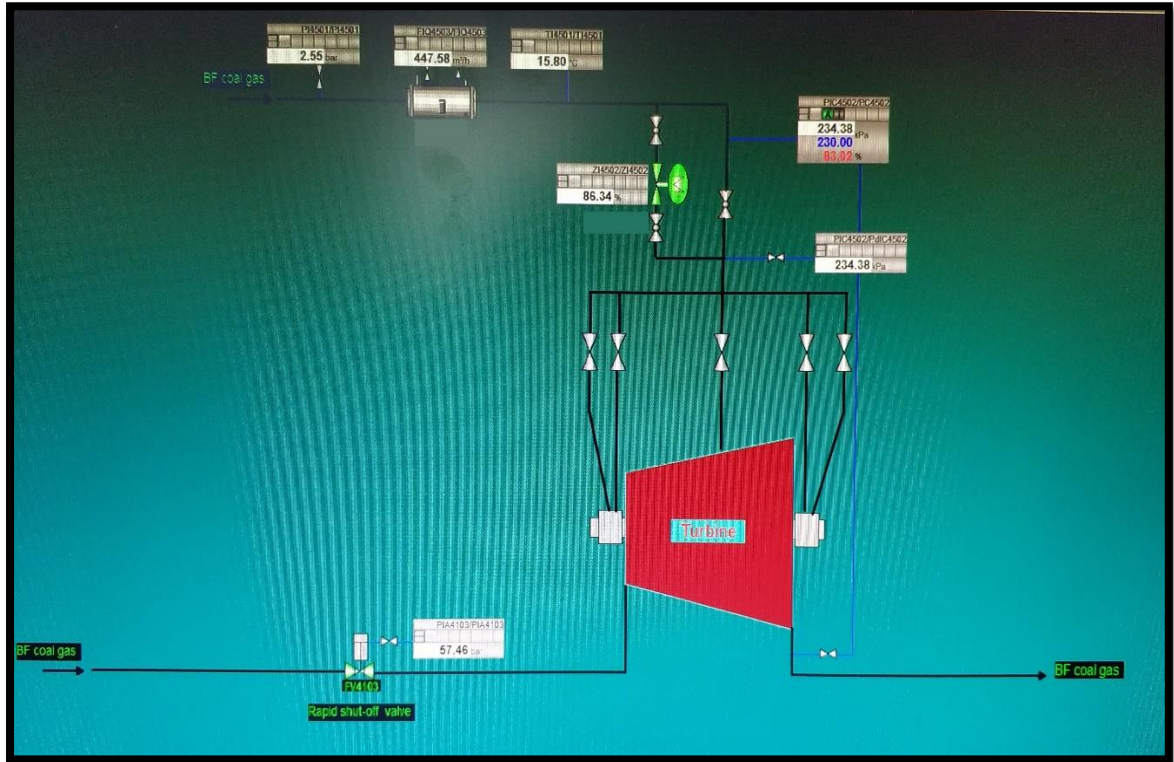 PI4501/PI4501
2.55 bar
FIQ4503/FIQ4503
447.58 m³/h
TI4501/TI4501
15.80 °C
BF coal gas
PIC4502/PC4502
234.38 kPa
230.00
83.02 %
ZI4502/ZI4502
86.34 %
PIC4502/PdIC4502
234.38 kPa
Turbine
PIA4103/PIA4103
57.46 bar
BF coal gas
FV4103
Rapid shut-off valve
BF coal gas